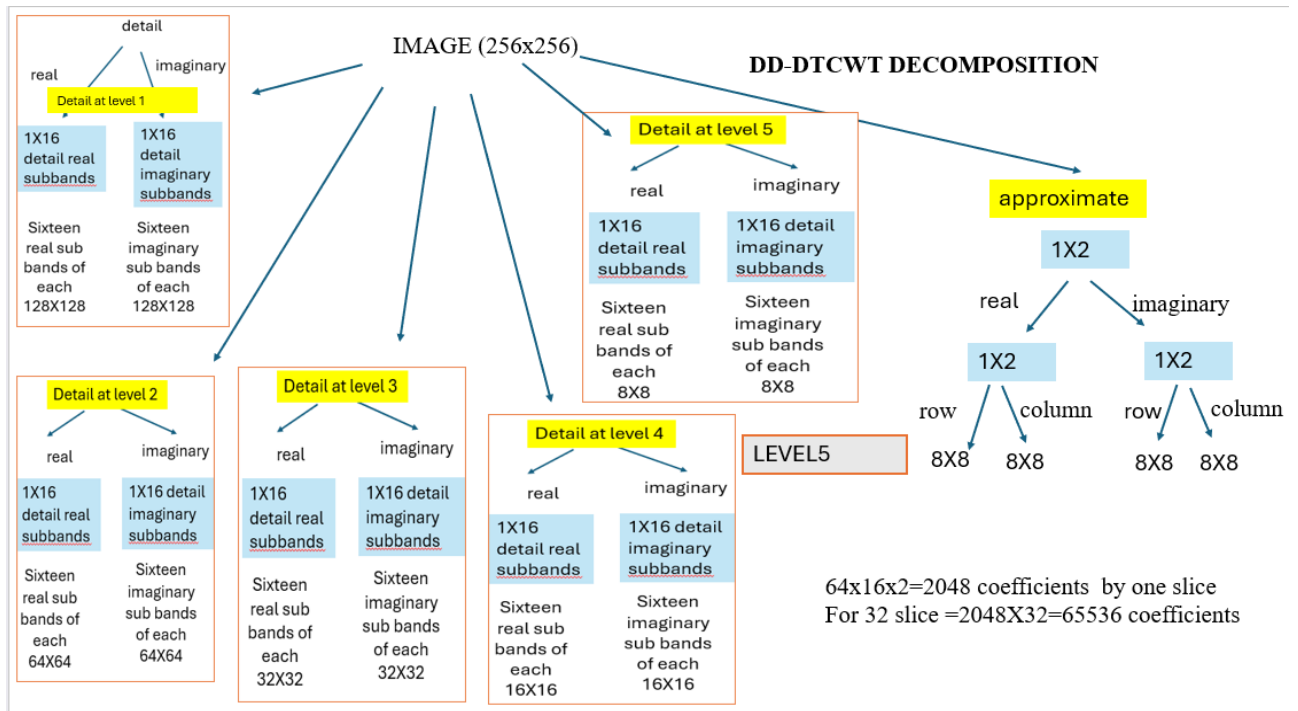 IMAGE (256x256)
DD-DTCWT DECOMPOSITION
detail
real
imaginary
Detail at level 1
1X16
detail real
subbands
1X16
detail
imaginary
subbands
Sixteen
real sub
bands of
each
128X128
Sixteen
imaginary
sub bands
of each
128X128
Detail at level 2
real
imaginary
1X16
detail real
subbands
1X16 detail
imaginary
subbands
Sixteen
real sub
bands of
each
64X64
Sixteen
imaginary
sub bands
of each
64X64
Detail at level 3
real
imaginary
1X16
detail real
subbands
1X16 detail
imaginary
subbands
Sixteen
real sub
bands of
each
32X32
Sixteen
imaginary
sub bands
of each
32X32
Detail at level 4
real
imaginary
1X16
detail real
subbands
1X16 detail
imaginary
subbands
Sixteen
real sub
bands of
each
16X16
Sixteen
imaginary
sub bands
of each
16X16
Detail at level 5
real
imaginary
1X16
detail real
subbands
1X16 detail
imaginary
subbands
Sixteen
real sub
bands of
each
8X8
Sixteen
imaginary
sub bands
of each
8X8
approximate
1X2
real
imaginary
1X2
1X2
row
column
row
column
8X8
8X8
8X8
8X8
LEVEL5
64x16x2=2048 coefficients by one slice
For 32 slice =2048X32=65536 coefficients